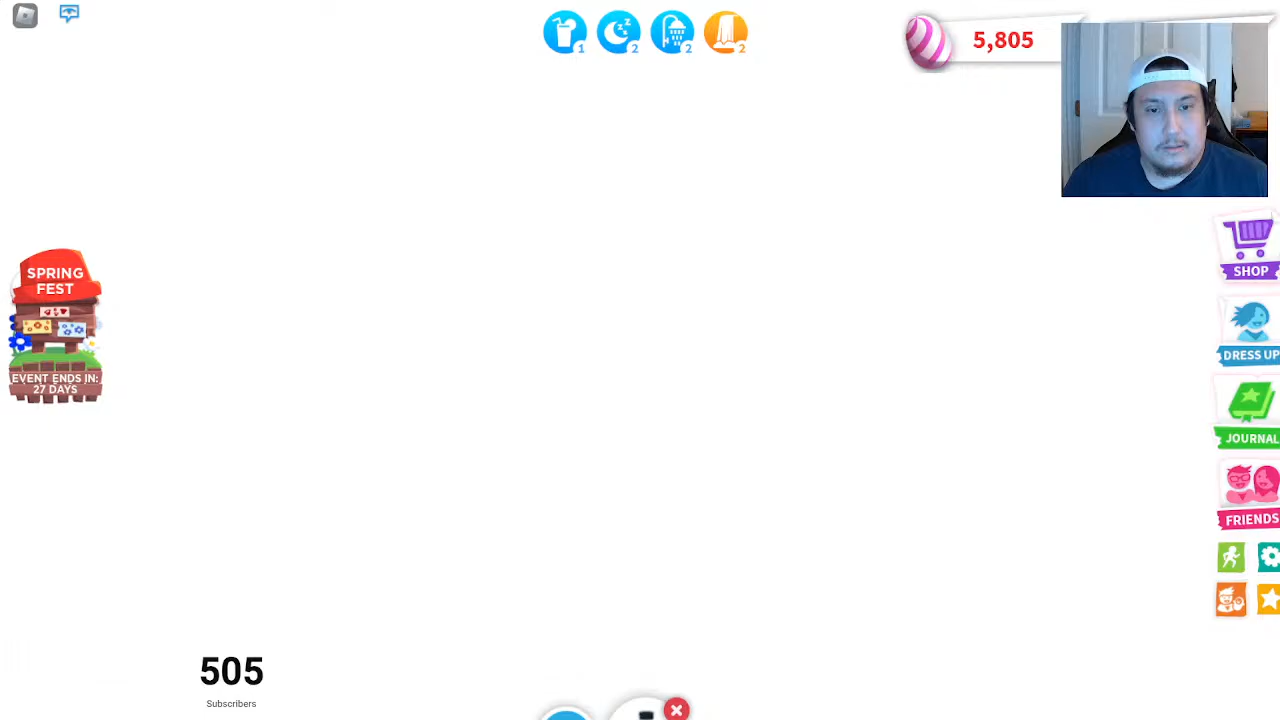 1
2
2
2
5,805
SPRING
FEST
EVENT ENDS IN:
27 DAYS
SHOP
DRESS UP
JOURNAL
FRIENDS
505
Subscribers